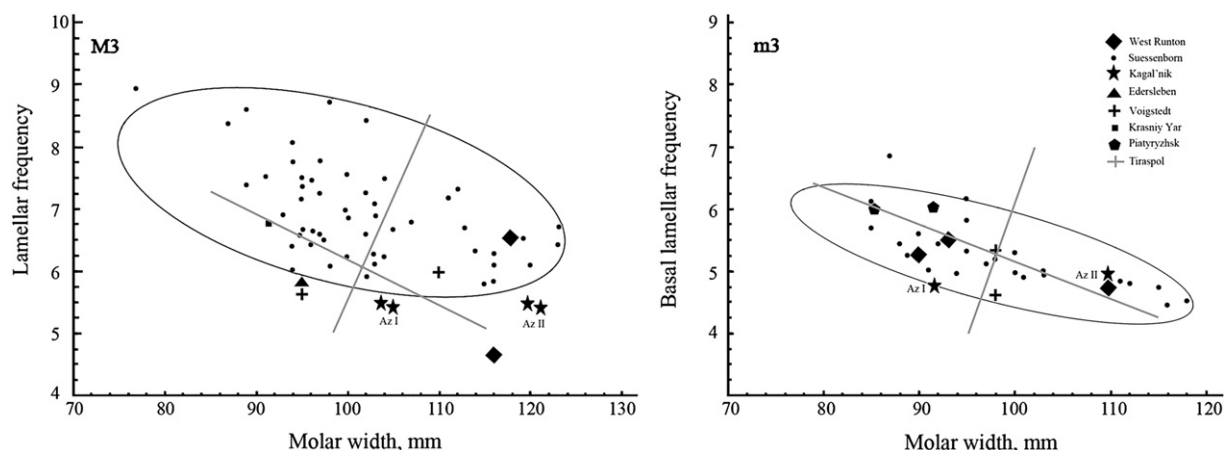 M3
Lamellar frequency
10
9
8
7
6
5
4
Az I
Az II
70 80 90 100 110 120 130
Molar width, mm
m3
Basal lamellar frequency
9
8
7
6
5
4
West Runton
Suessenborn
Kagal'nik
Edersleben
Voigstedt
Krasniy Yar
Piatyryzhsk
Tiraspol
Az I
Az II
70 80 90 100 110 120
Molar width, mm